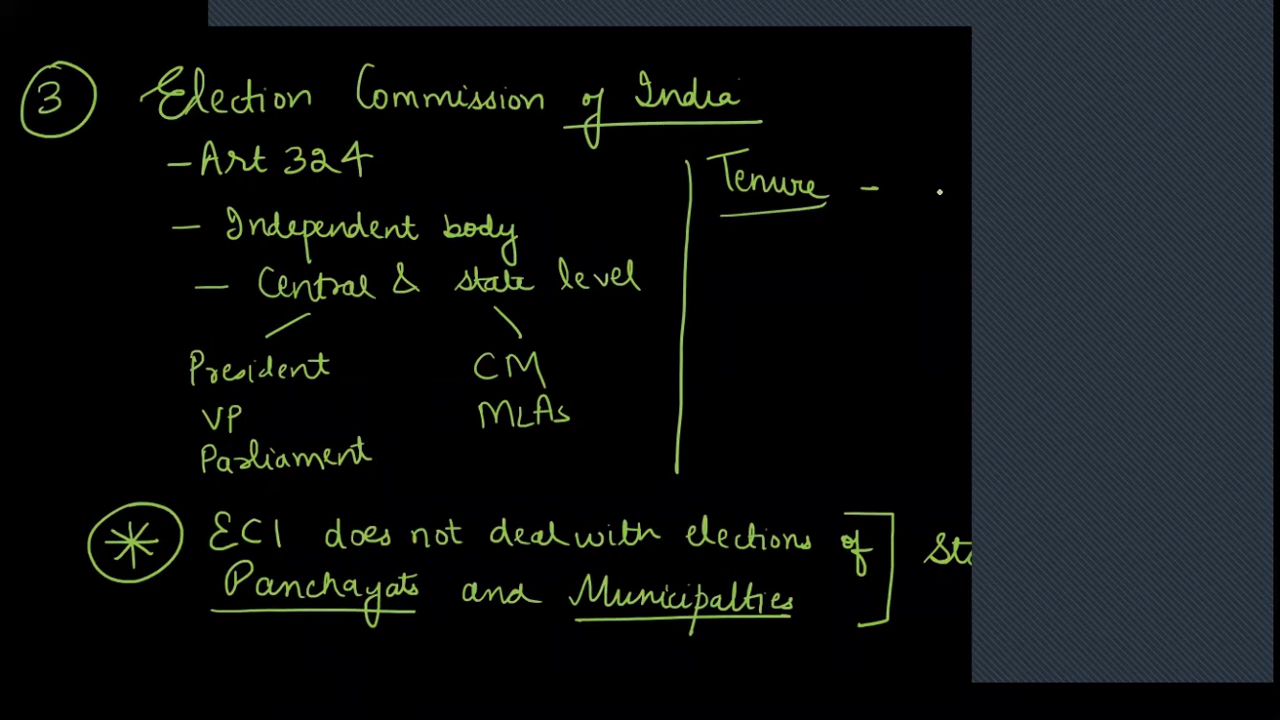 3 Election Commission of India
- Art 324
- Independent body
- Central & state level
President CM
VP MLAs
Parliament
Tenure -
* ECI does not deal with elections of
Panchayats and Municipalties